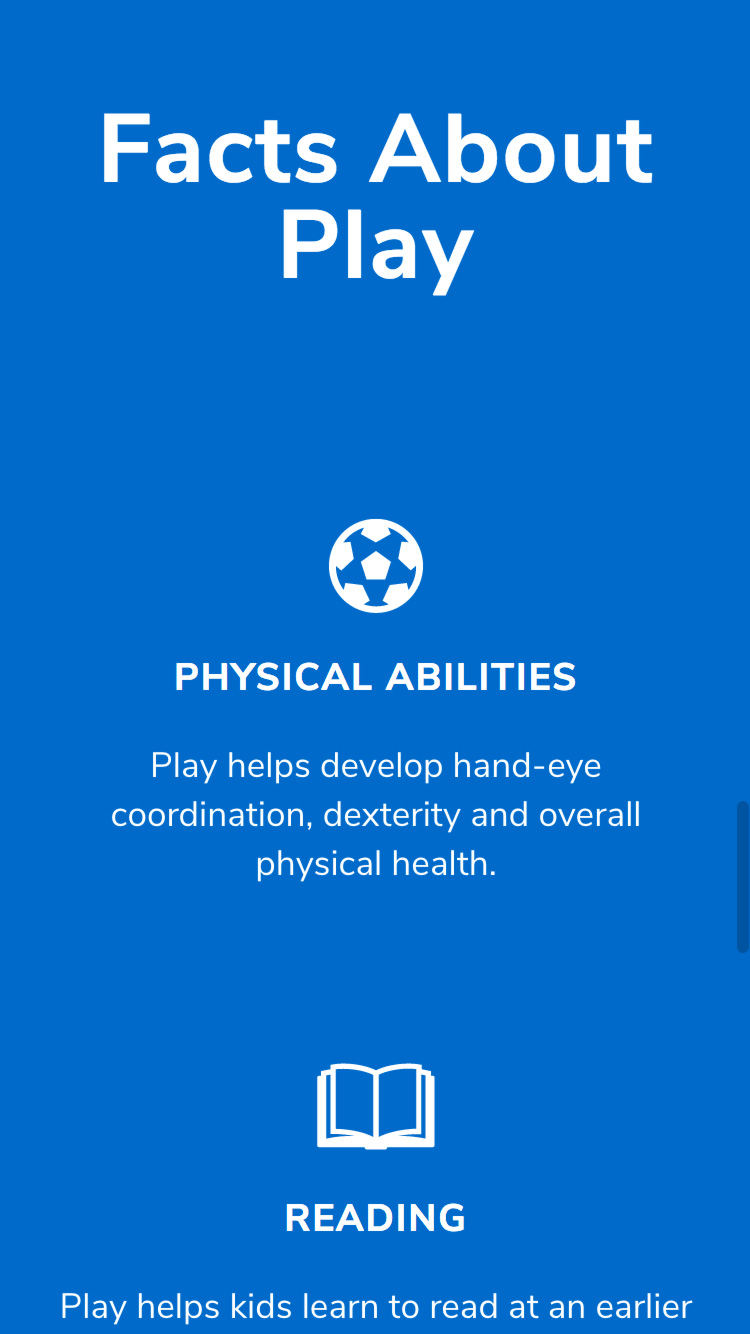 Facts About
Play
PHYSICAL ABILITIES
Play helps develop hand-eye
coordination, dexterity and overall
physical health.
READING
Play helps kids learn to read at an earlier